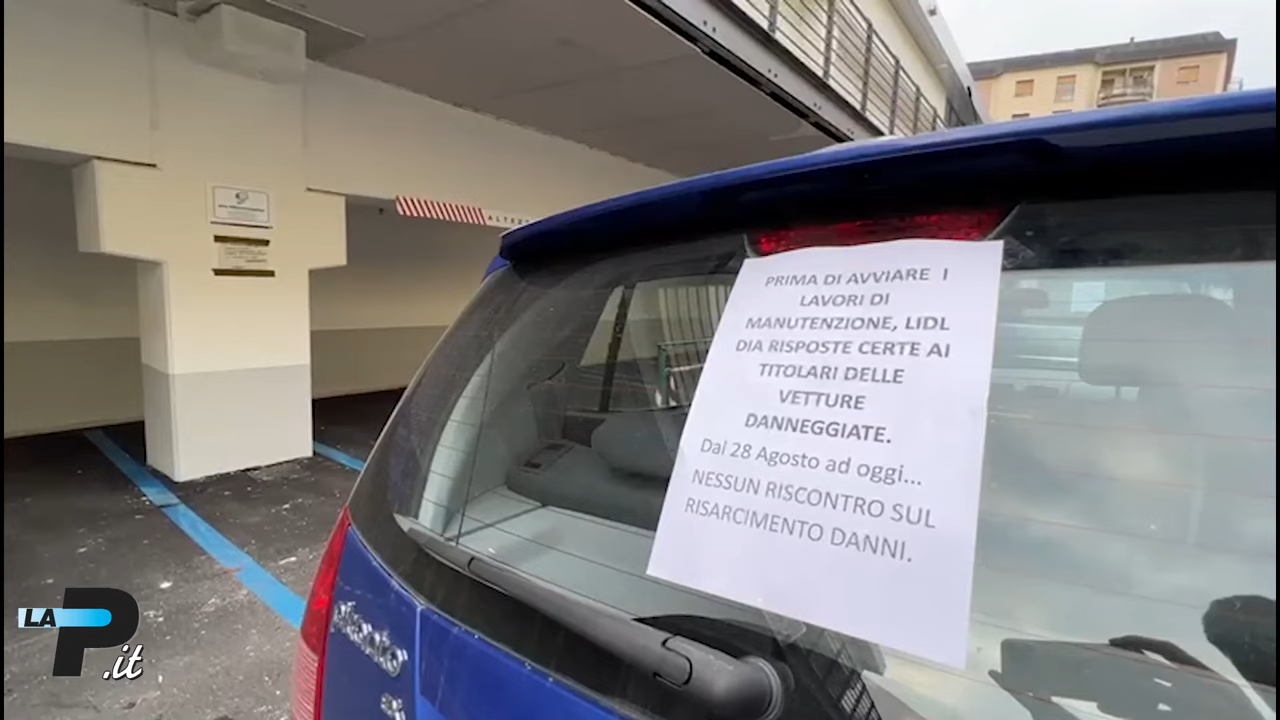 ALTEZZ
PRIMA DI AVVIARE I
LAVORI DI
MANUTENZIONE, LIDL
DIA RISPOSTE CERTE AI
TITOLARI DELLE
VETTURE
DANNEGGIATE.
Dal 28 Agosto ad oggi...
NESSUN RISCONTRO SUL
RISARCIMENTO DANNI.
LA P.it